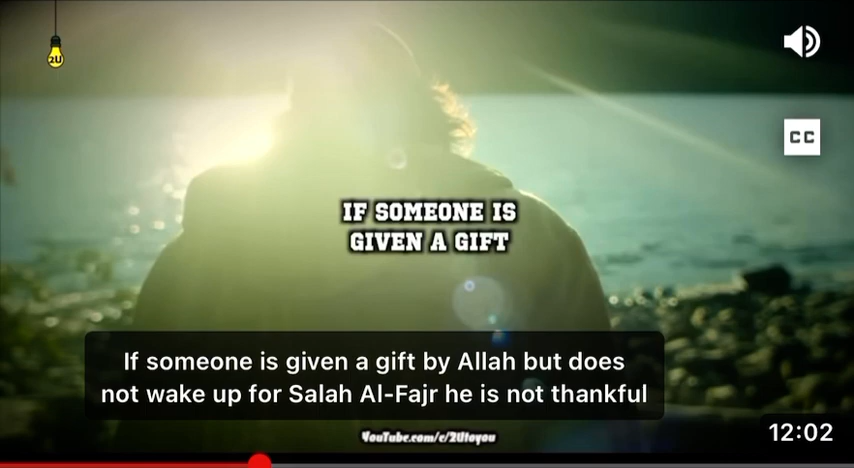 2U
CC
IF SOMEONE IS
GIVEN A GIFT
If someone is given a gift by Allah but does
not wake up for Salah Al-Fajr he is not thankful
YouTube.com/c/2Utoyou
12:02